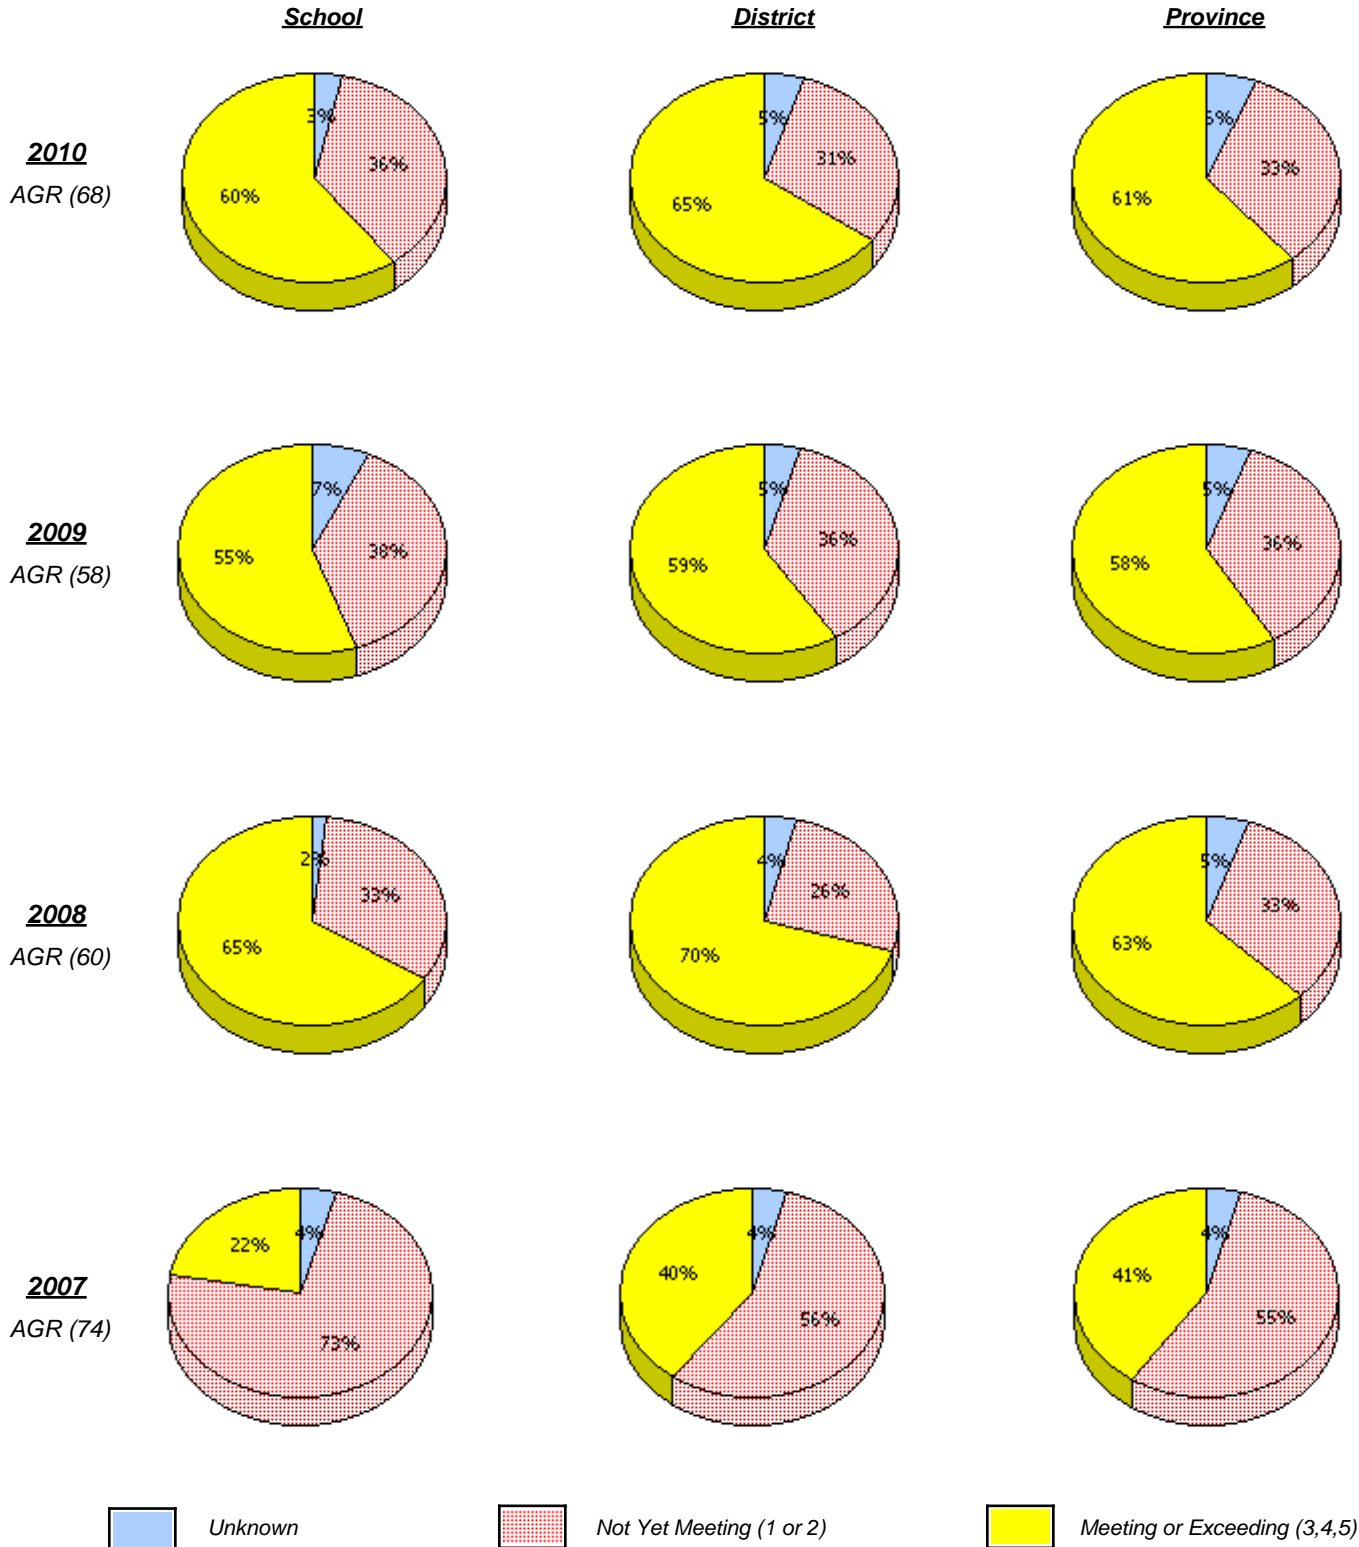 School District Province
3% 5% 6%
2010 36% 31% 33%
AGR (68) 60% 65% 61%
7% 5% 5%
2009 38% 36% 36%
AGR (58) 55% 59% 58%
2% 4% 5%
2008 33% 26% 33%
AGR (60) 65% 70% 63%
4% 4% 4%
22% 40% 41%
2007 73% 56% 55%
AGR (74)
Unknown Not Yet Meeting (1 or 2) Meeting or Exceeding (3,4,5)